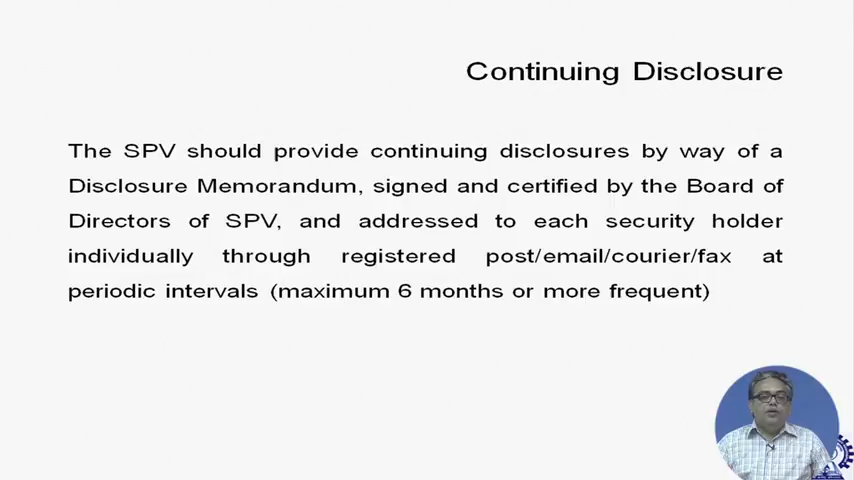 Continuing Disclosure
The SPV should provide continuing disclosures by way of a
Disclosure Memorandum, signed and certified by the Board of
Directors of SPV, and addressed to each security holder
individually through registered post/email/courier/fax at
periodic intervals (maximum 6 months or more frequent)